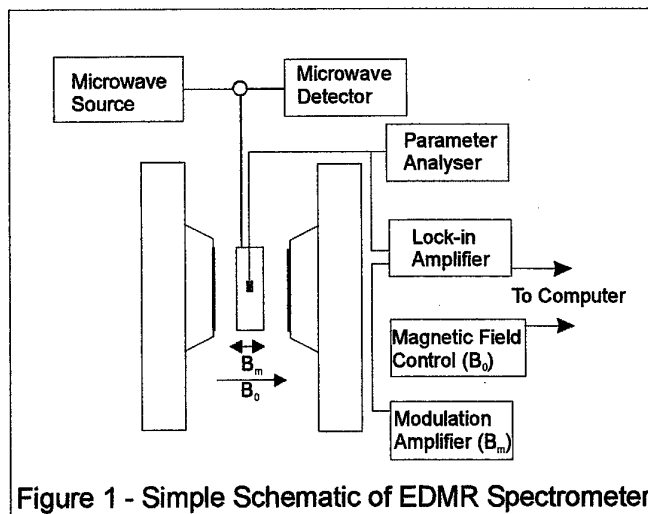 Microwave
Source
Microwave
Detector
Parameter
Analyser
Lock-in
Amplifier
To Computer
Magnetic Field
Control (B₀)
Bₘ
B₀
Modulation
Amplifier (Bₘ)
Figure 1 - Simple Schematic of EDMR Spectrometer